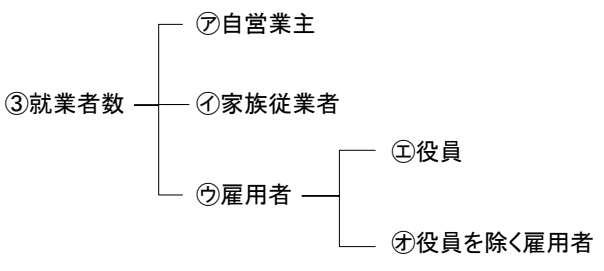 ㋐自営業主
③就業者数
㋑家族従業者
㋓役員
㋒雇用者
㋔役員を除く雇用者